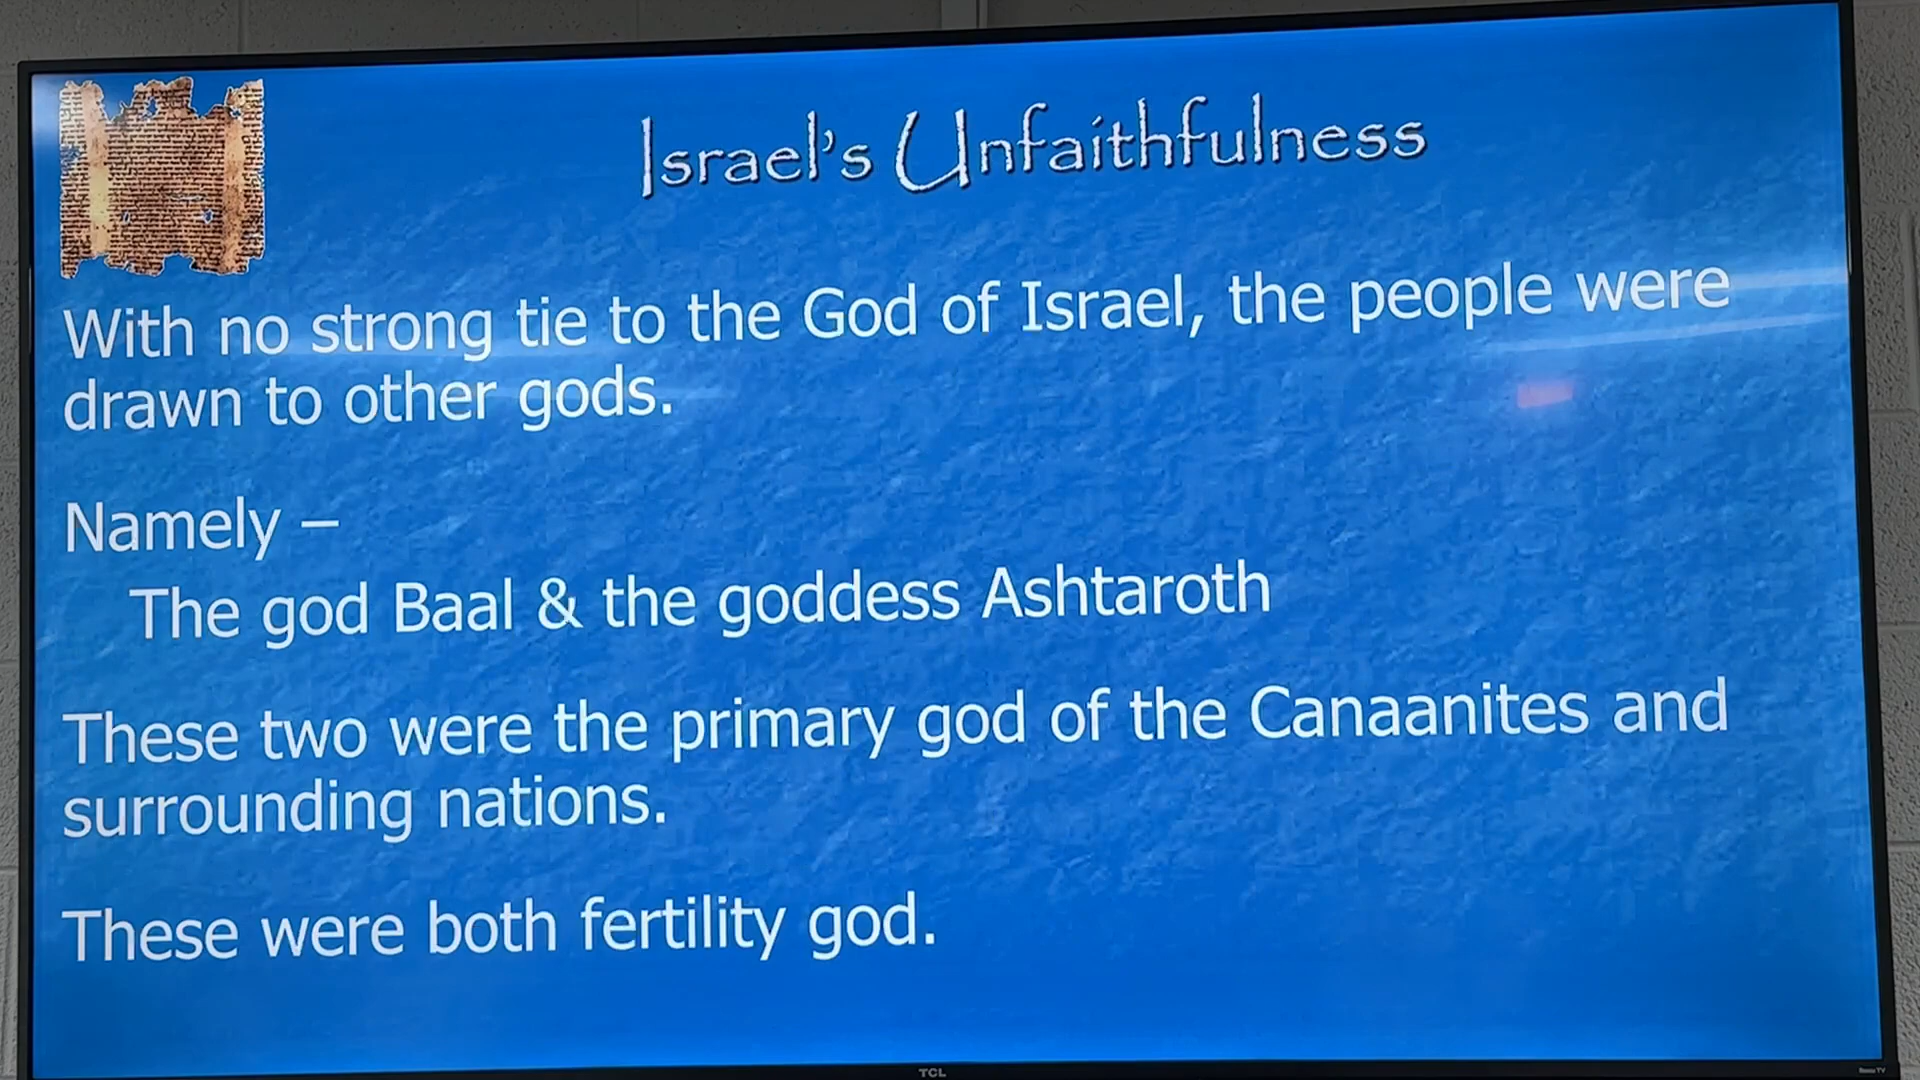 Israel's Unfaithfulness
With no strong tie to the God of Israel, the people were
drawn to other gods.
Namely –
The god Baal & the goddess Ashtaroth
These two were the primary god of the Canaanites and
surrounding nations.
These were both fertility god.
TCL
Roku TV